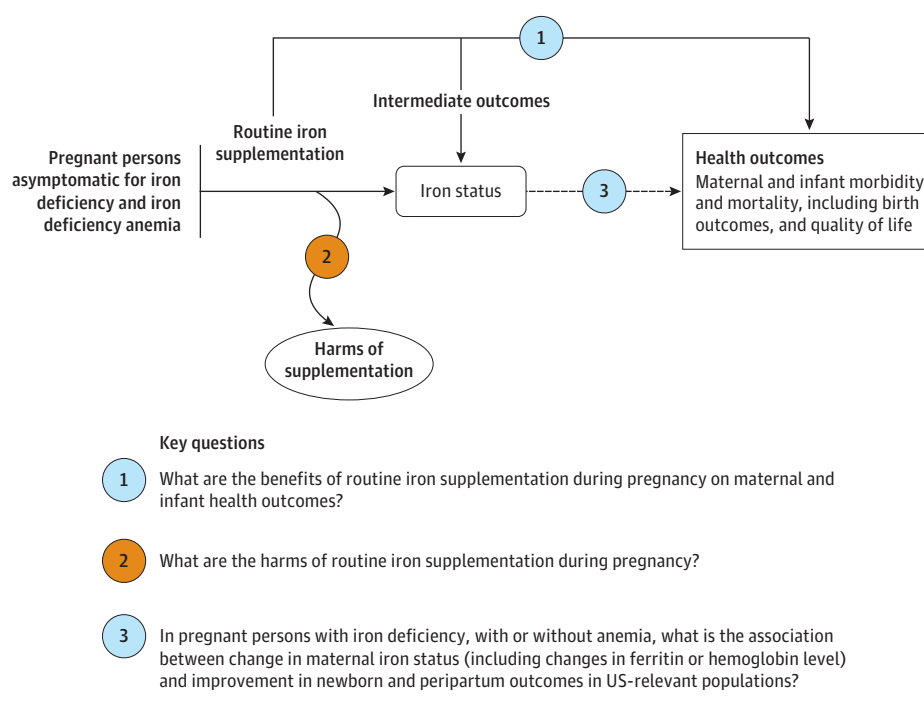 1
Intermediate outcomes
Routine iron
supplementation
Pregnant persons
asymptomatic for iron
deficiency and iron
deficiency anemia
Iron status
3
Health outcomes
Maternal and infant morbidity
and mortality, including birth
outcomes, and quality of life
2
Harms of
supplementation
Key questions
1 What are the benefits of routine iron supplementation during pregnancy on maternal and
infant health outcomes?
2 What are the harms of routine iron supplementation during pregnancy?
3 In pregnant persons with iron deficiency, with or without anemia, what is the association
between change in maternal iron status (including changes in ferritin or hemoglobin level)
and improvement in newborn and peripartum outcomes in US-relevant populations?